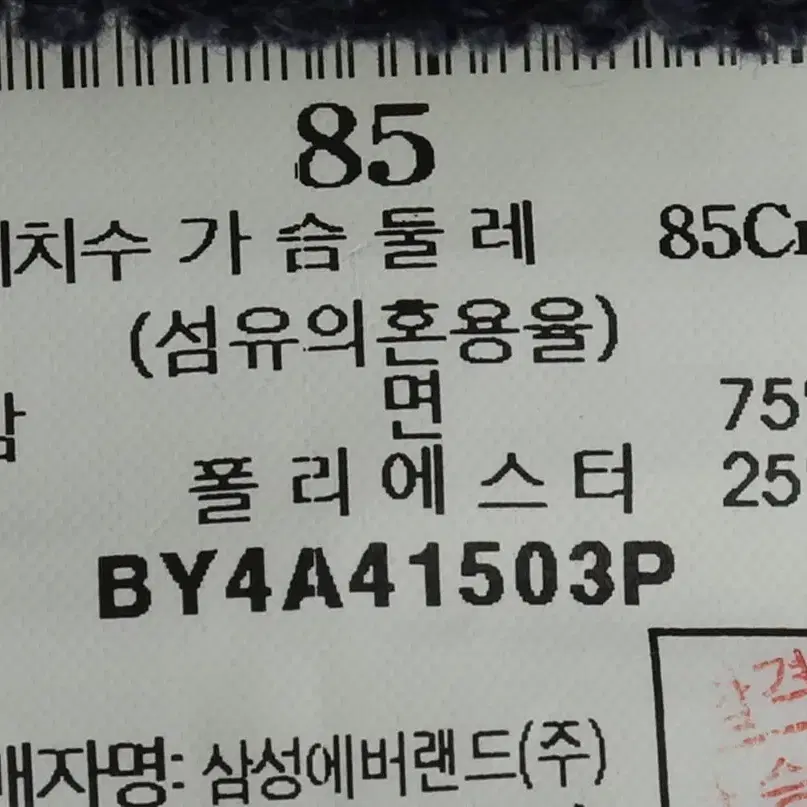 85
치수 가슴둘레 85C
(섬유의혼용율)
면 75
폴리에스터 25
BY4A41503P
매자명: 삼성에버랜드(주)